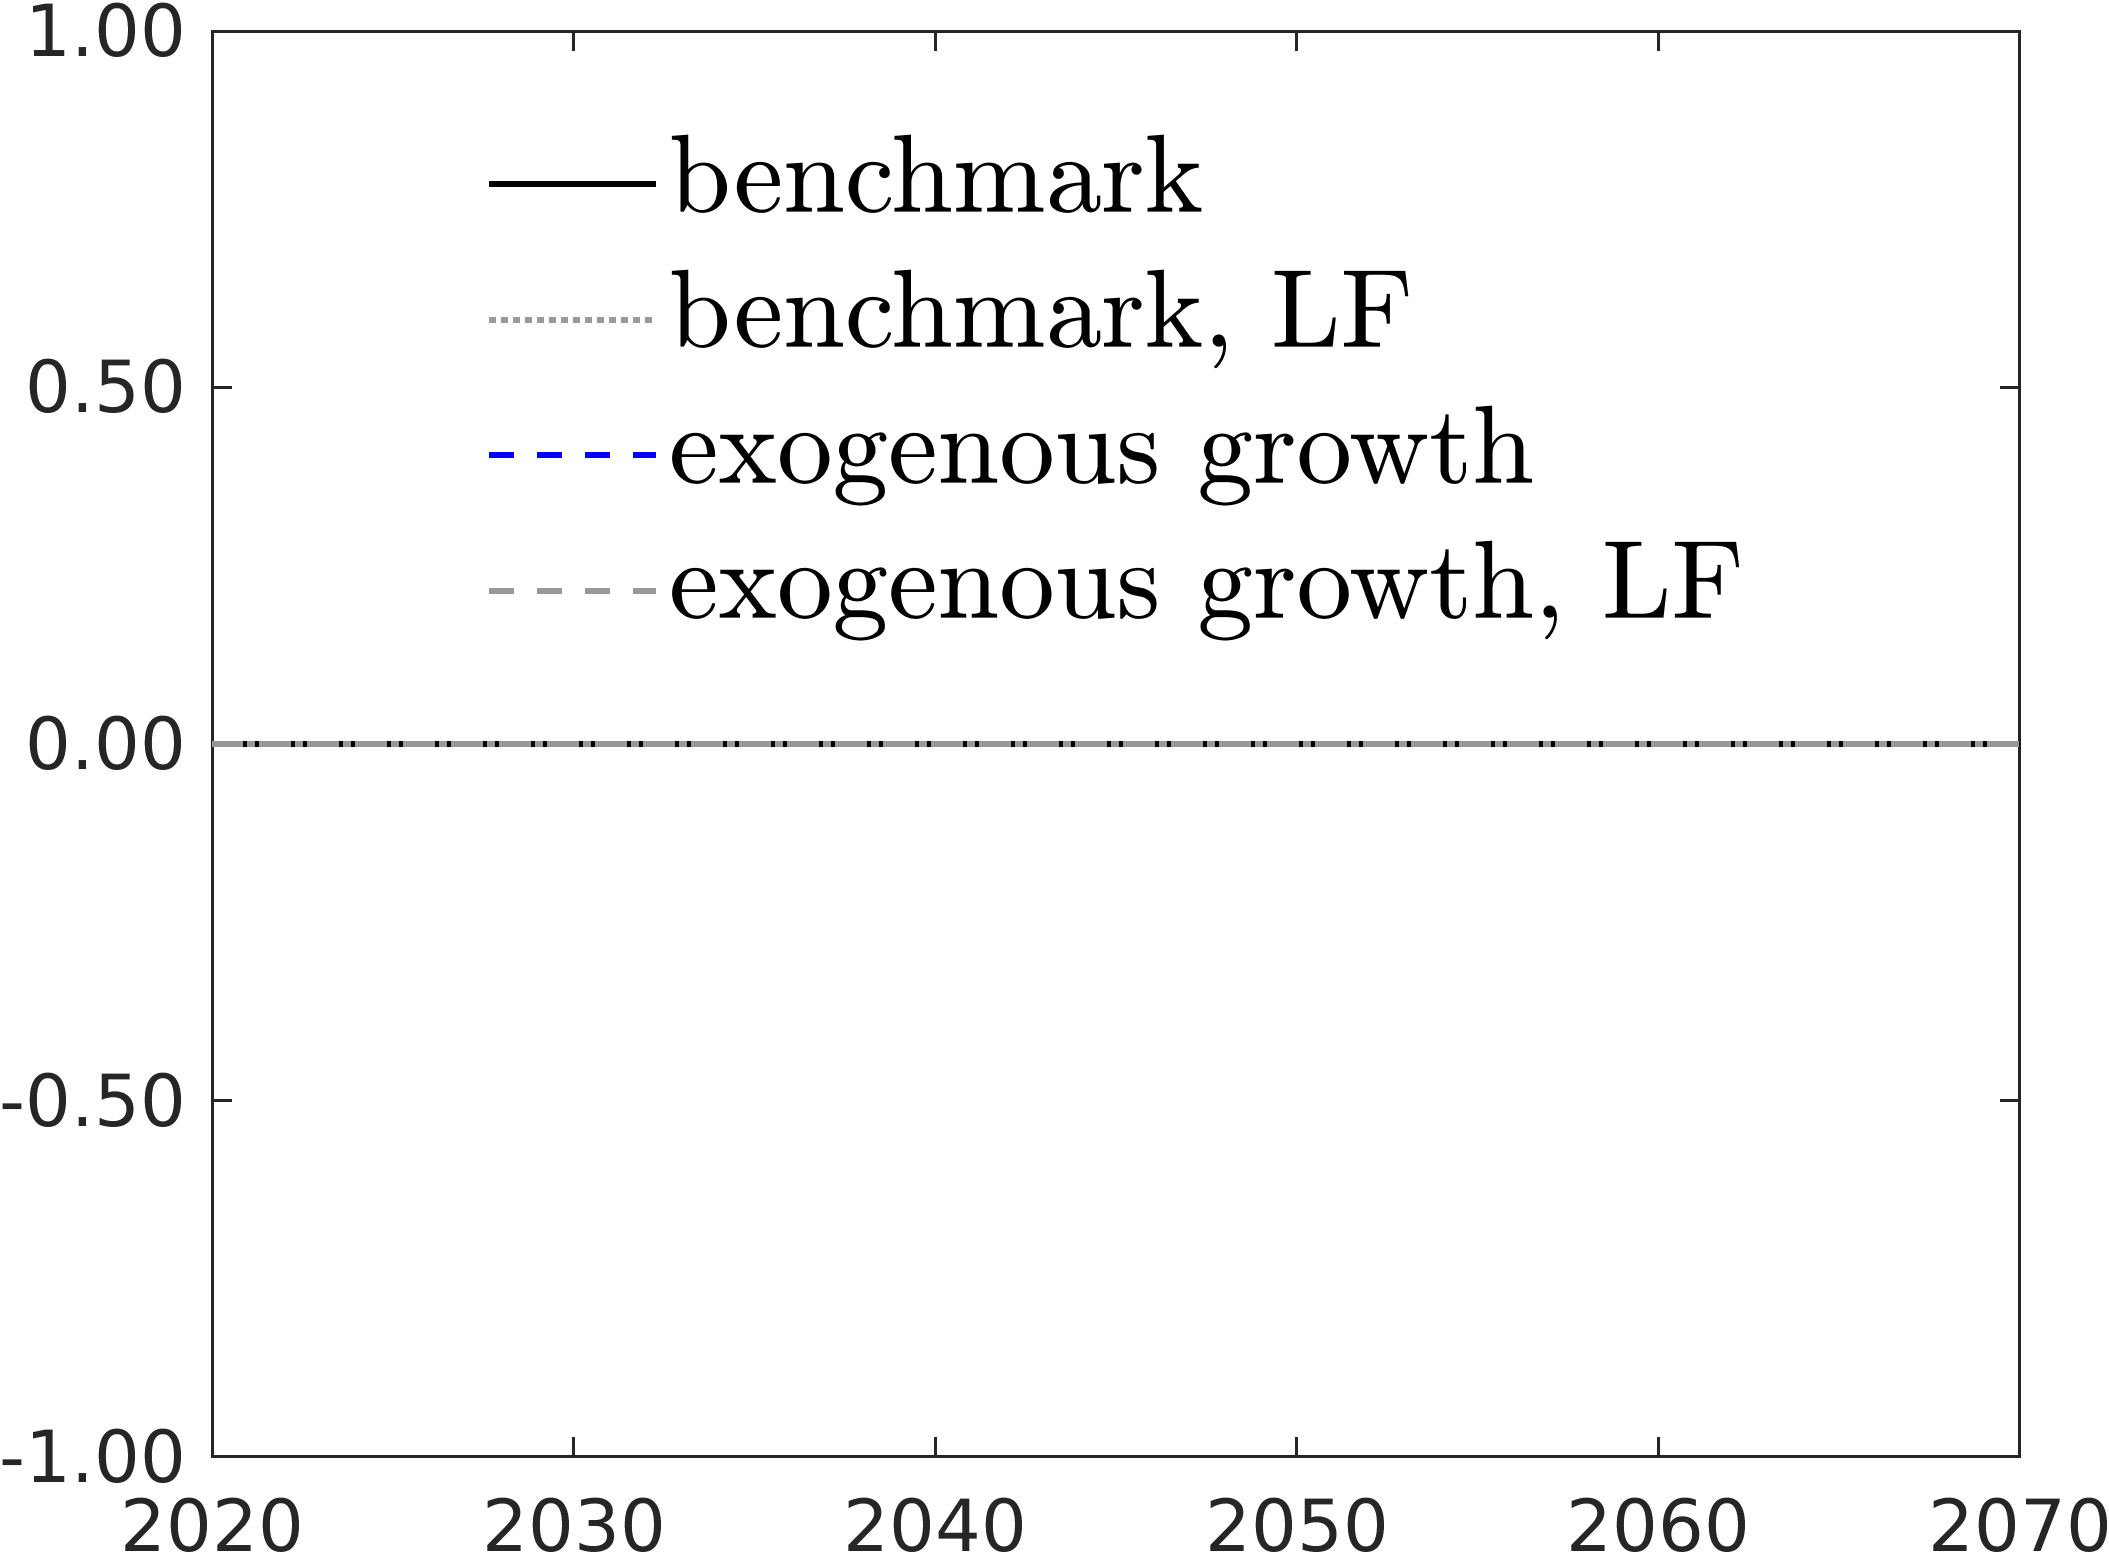 1.00
benchmark
benchmark, LF
0.50
exogenous growth
exogenous growth, LF
0.00
-0.50
-1.00
2020 2030 2040 2050 2060 2070